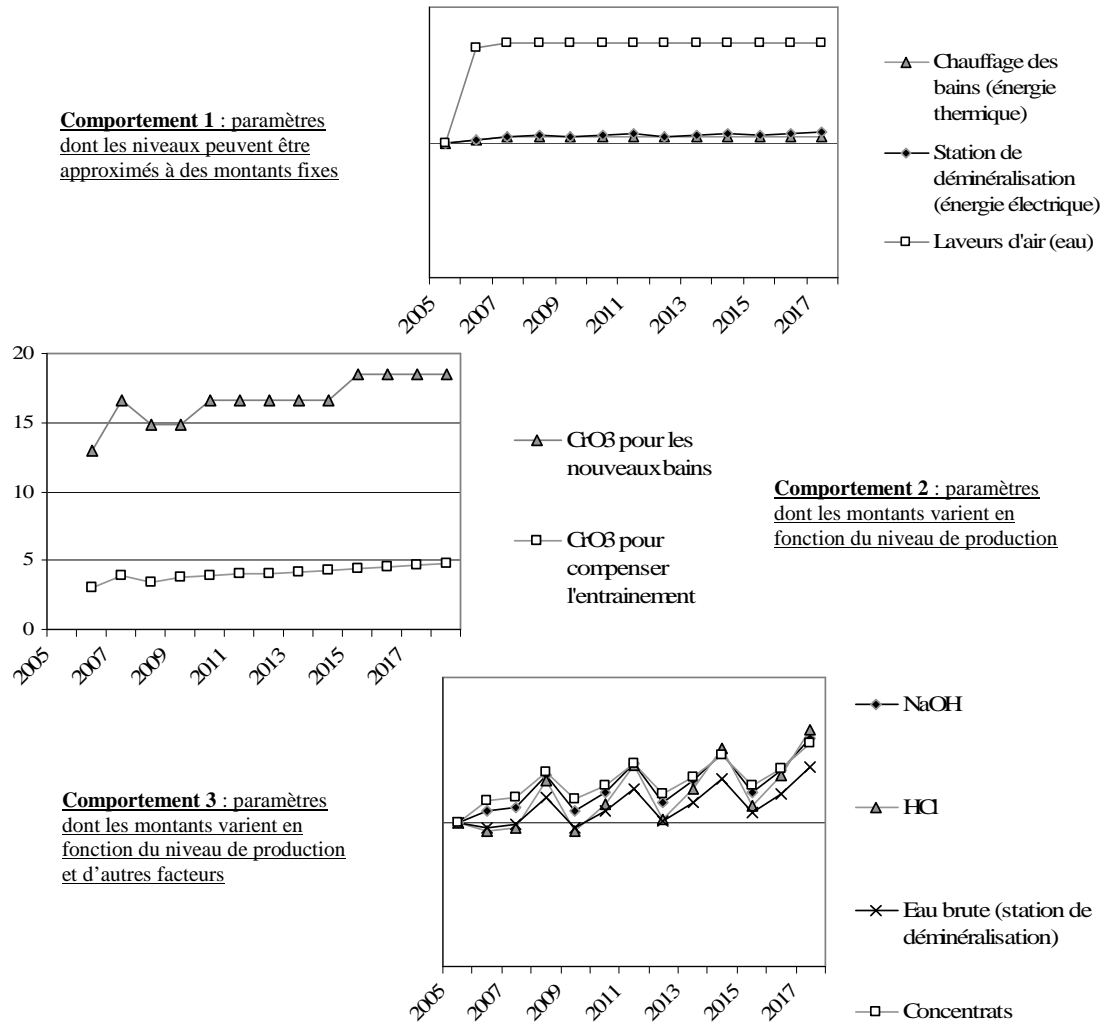 Comportement 1 : paramètres
dont les niveaux peuvent être
approximés à des montants fixes
2005
2007
2009
2011
2013
2015
2017
Chauffage des
bains (énergie
thermique)
Station de
déminéralisation
(énergie électrique)
Laveurs d'air (eau)
20
15
10
5
0
2005
2007
2009
2011
2013
2015
2017
CrO3 pour les
nouveaux bains
CrO3 pour
compenser
l'entrainement
Comportement 2 : paramètres
dont les montants varient en
fonction du niveau de production
Comportement 3 : paramètres
dont les montants varient en
fonction du niveau de production
et d'autres facteurs
2005
2007
2009
2011
2013
2015
2017
NaOH
HCl
Eau brute (station de
déminéralisation)
Concentrats